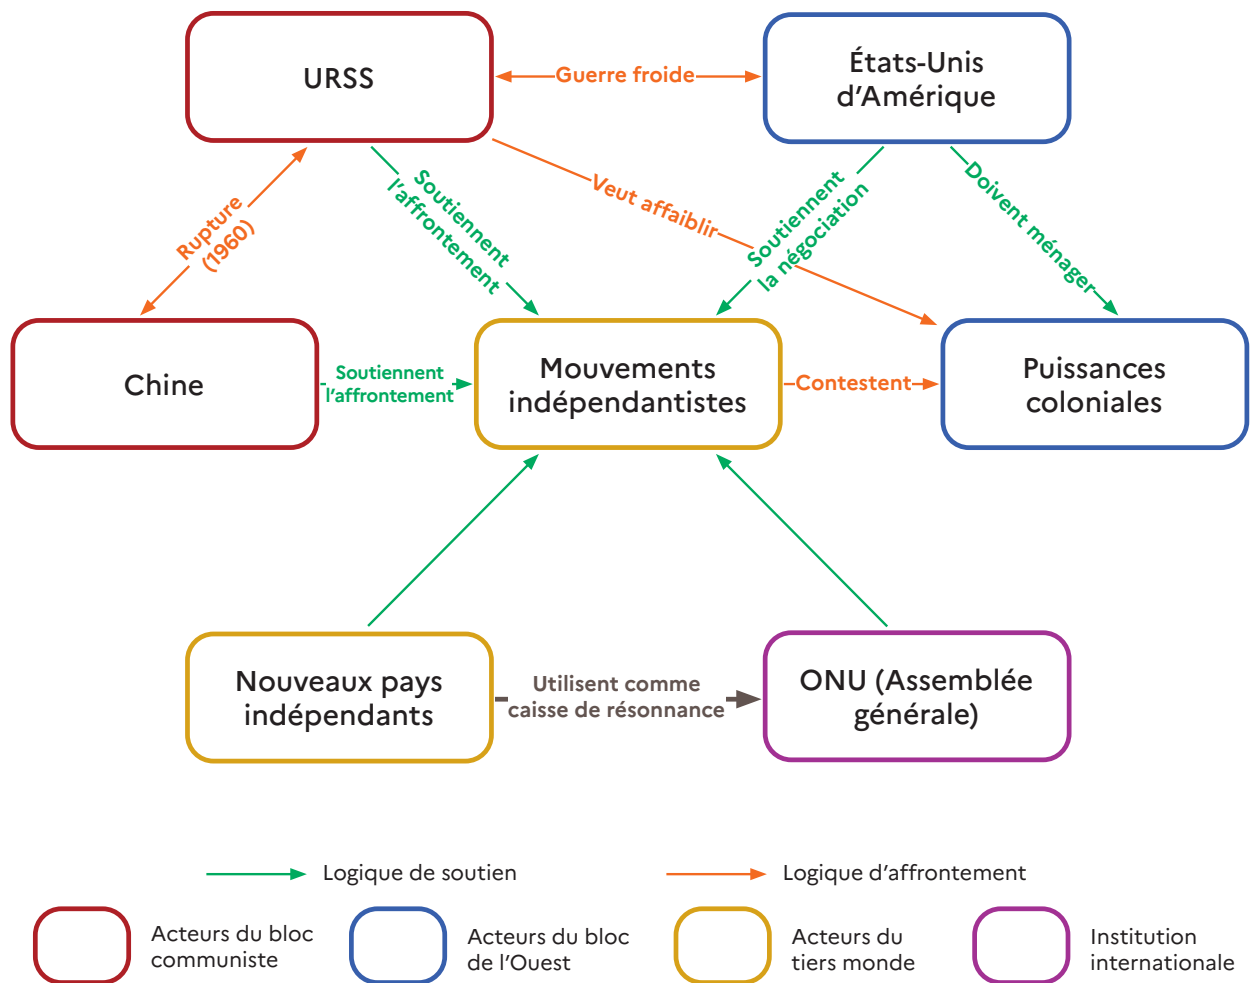 URSS
Guerre froide
États-Unis
d'Amérique
Rupture
(1960)
Soutiennent
l'affrontement
Veut affaiblir
Soutiennent
la négociation
Doivent ménager
Chine
Soutiennent
l'affrontement
Mouvements
indépendantistes
Contestent
Puissances
coloniales
Nouveaux pays
indépendants
Utilisent comme
caisse de résonnance
ONU (Assemblée
générale)
Logique de soutien
Logique d'affrontement
Acteurs du bloc
communiste
Acteurs du bloc
de l'Ouest
Acteurs du
tiers monde
Institution
internationale